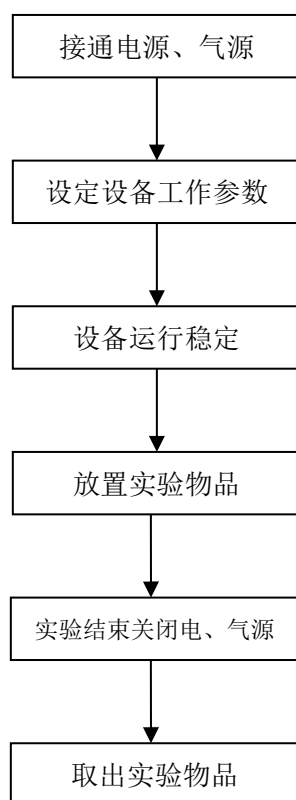 接通电源、气源
设定设备工作参数
设备运行稳定
放置实验物品
实验结束关闭电、气源
取出实验物品